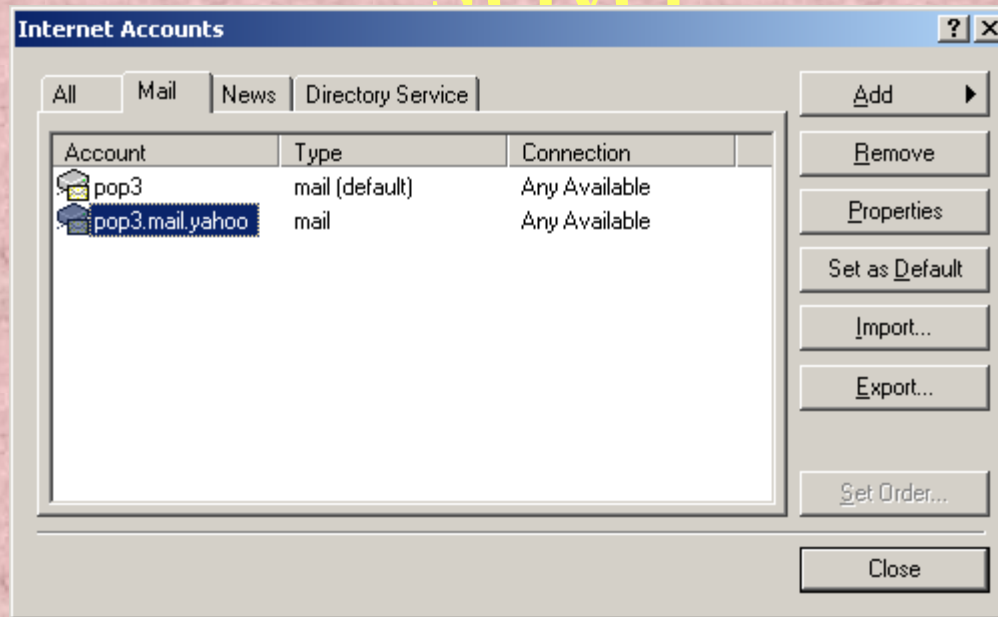 Internet Accounts
All Mail News Directory Service
Account Type Connection
pop3 mail (default) Any Available
pop3.mail.yahoo mail Any Available
Add
Remove
Properties
Set as Default
Import...
Export...
Set Order...
Close